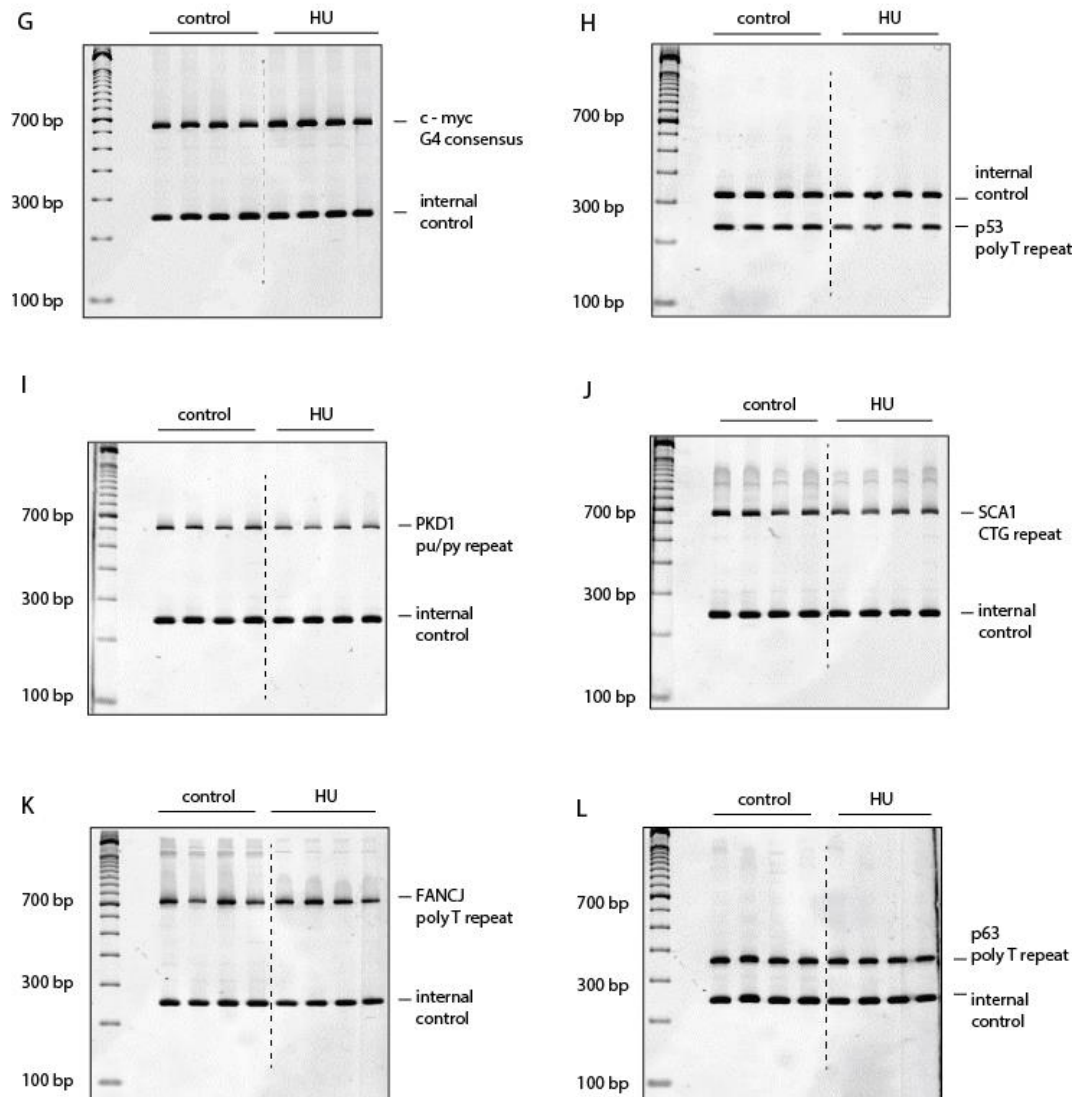 G
control HU
700 bp
300 bp
100 bp
c - myc
G4 consensus
internal
control
H
control HU
700 bp
300 bp
100 bp
internal
control
p53
poly T repeat
I
control HU
700 bp
300 bp
100 bp
PKD1
pu/py repeat
internal
control
J
control HU
700 bp
300 bp
100 bp
SCA1
CTG repeat
internal
control
K
control HU
700 bp
300 bp
100 bp
FANCJ
poly T repeat
internal
control
L
control HU
700 bp
300 bp
100 bp
p63
poly T repeat
internal
control